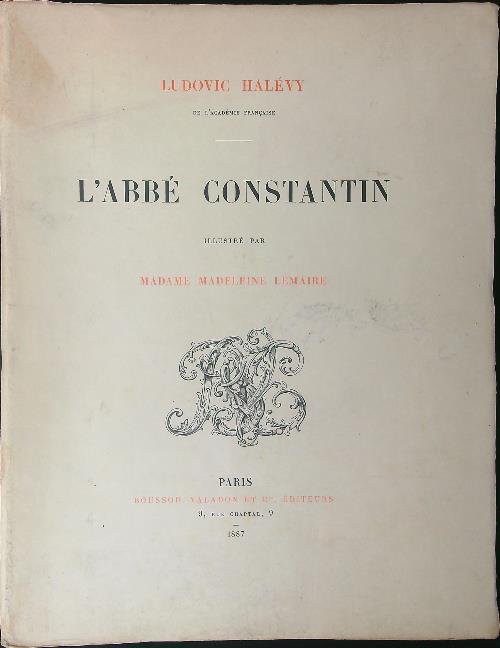 LUDOVIC HALÉVY
DE L'ACADÉMIE FRANÇAISE
L'ABBÉ CONSTANTIN
ILLUSTRÉ PAR
MADAME MADELEINE LEMAIRE
PARIS
BOUSSOD, VALADON ET Cie, ÉDITEURS
9, RUE CHAPTAL, 9
1887